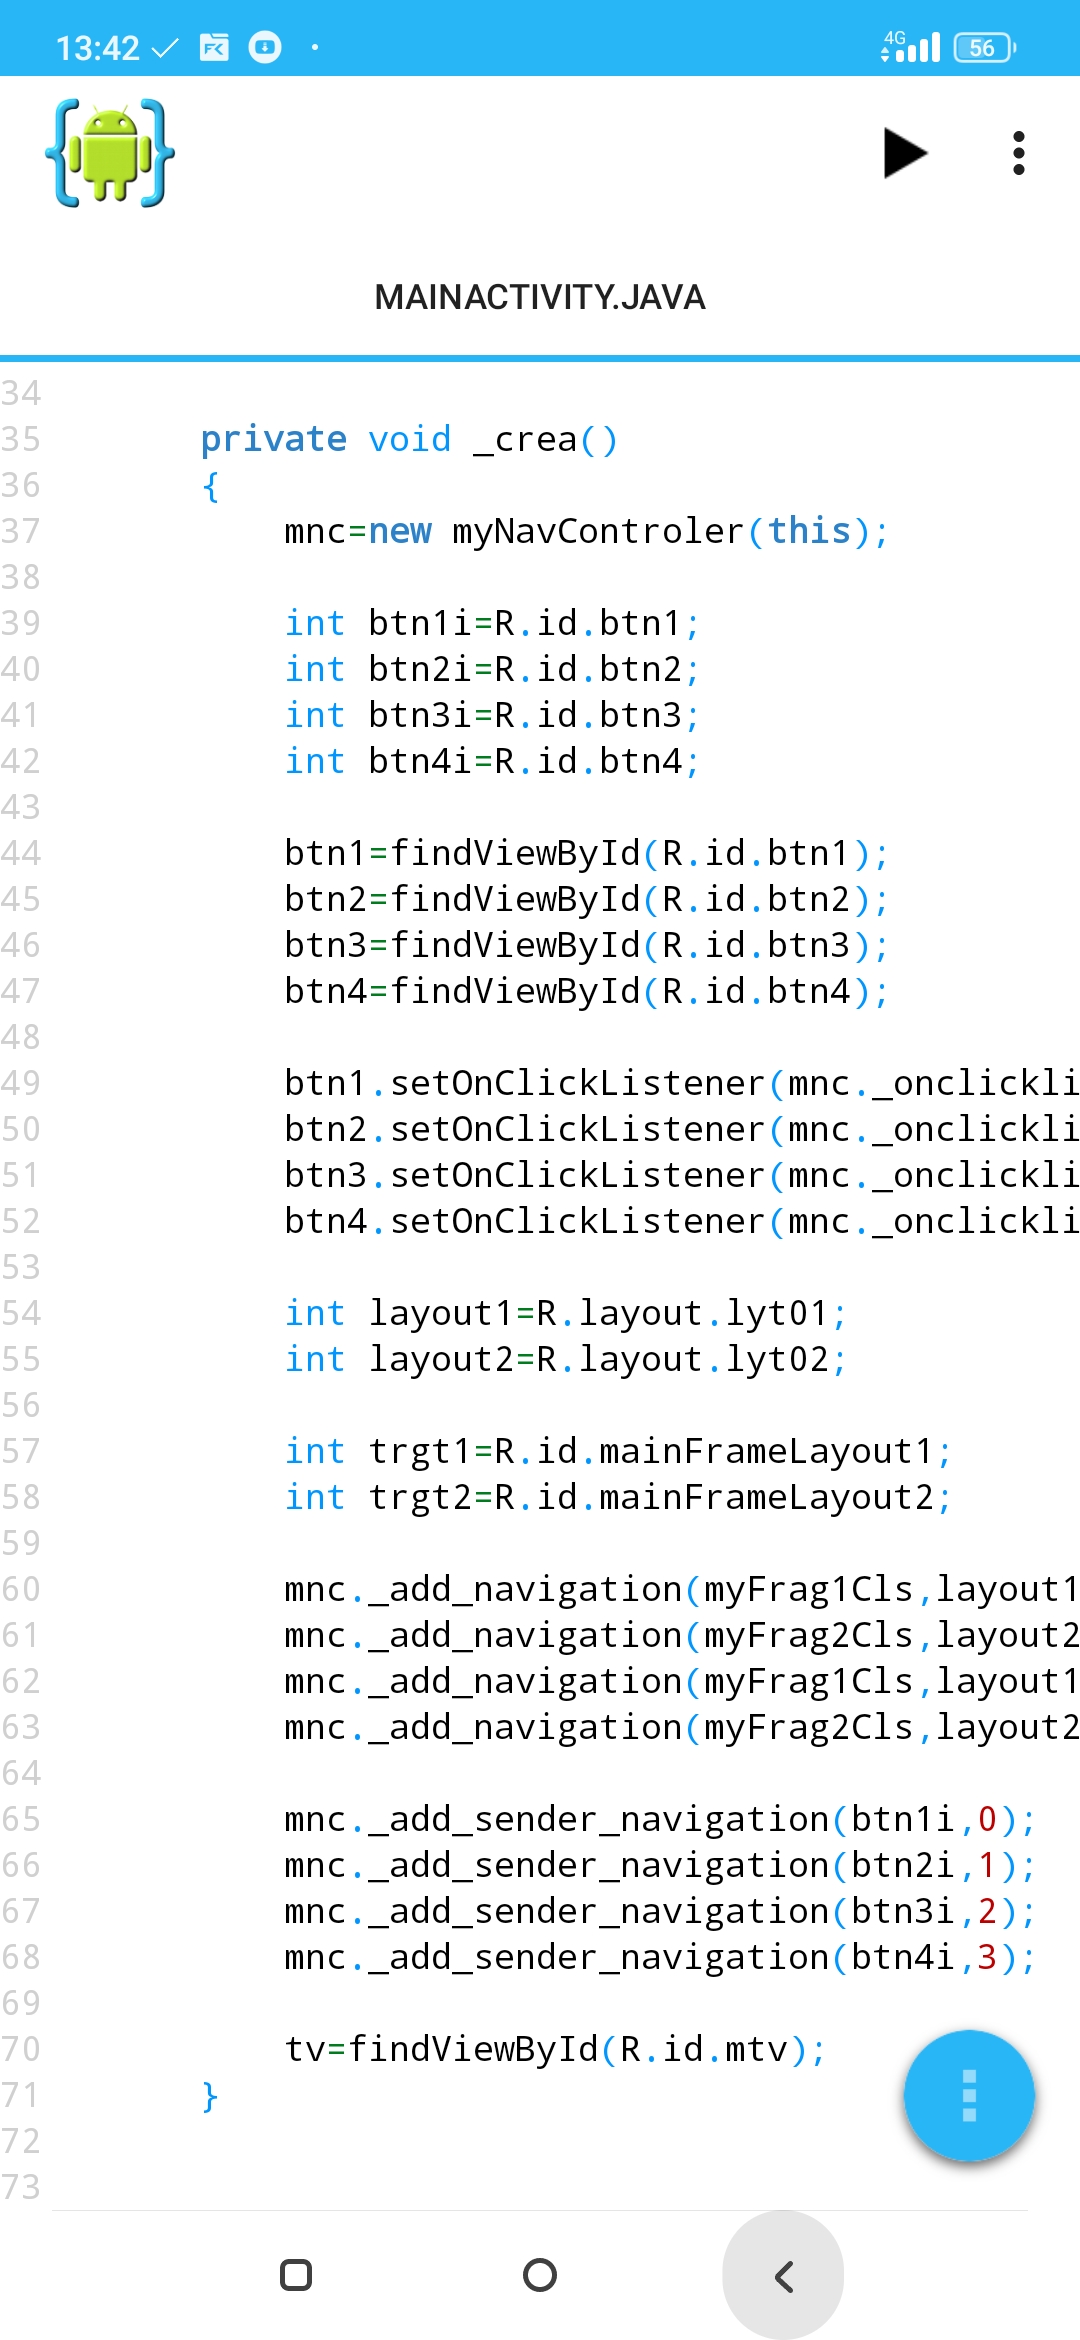 13:42
4G 56
MAINACTIVITY.JAVA
34
35 private void _crea()
36 {
37 mnc=new myNavControler(this);
38
39 int btn1i=R.id.btn1;
40 int btn2i=R.id.btn2;
41 int btn3i=R.id.btn3;
42 int btn4i=R.id.btn4;
43
44 btn1=findViewById(R.id.btn1);
45 btn2=findViewById(R.id.btn2);
46 btn3=findViewById(R.id.btn3);
47 btn4=findViewById(R.id.btn4);
48
49 btn1.setOnClickListener(mnc._onclickli
50 btn2.setOnClickListener(mnc._onclickli
51 btn3.setOnClickListener(mnc._onclickli
52 btn4.setOnClickListener(mnc._onclickli
53
54 int layout1=R.layout.lyt01;
55 int layout2=R.layout.lyt02;
56
57 int trgt1=R.id.mainFrameLayout1;
58 int trgt2=R.id.mainFrameLayout2;
59
60 mnc._add_navigation(myFrag1Cls,layout1
61 mnc._add_navigation(myFrag2Cls,layout2
62 mnc._add_navigation(myFrag1Cls,layout1
63 mnc._add_navigation(myFrag2Cls,layout2
64
65 mnc._add_sender_navigation(btn1i,0);
66 mnc._add_sender_navigation(btn2i,1);
67 mnc._add_sender_navigation(btn3i,2);
68 mnc._add_sender_navigation(btn4i,3);
69
70 tv=findViewById(R.id.mtv);
71 }
72
73